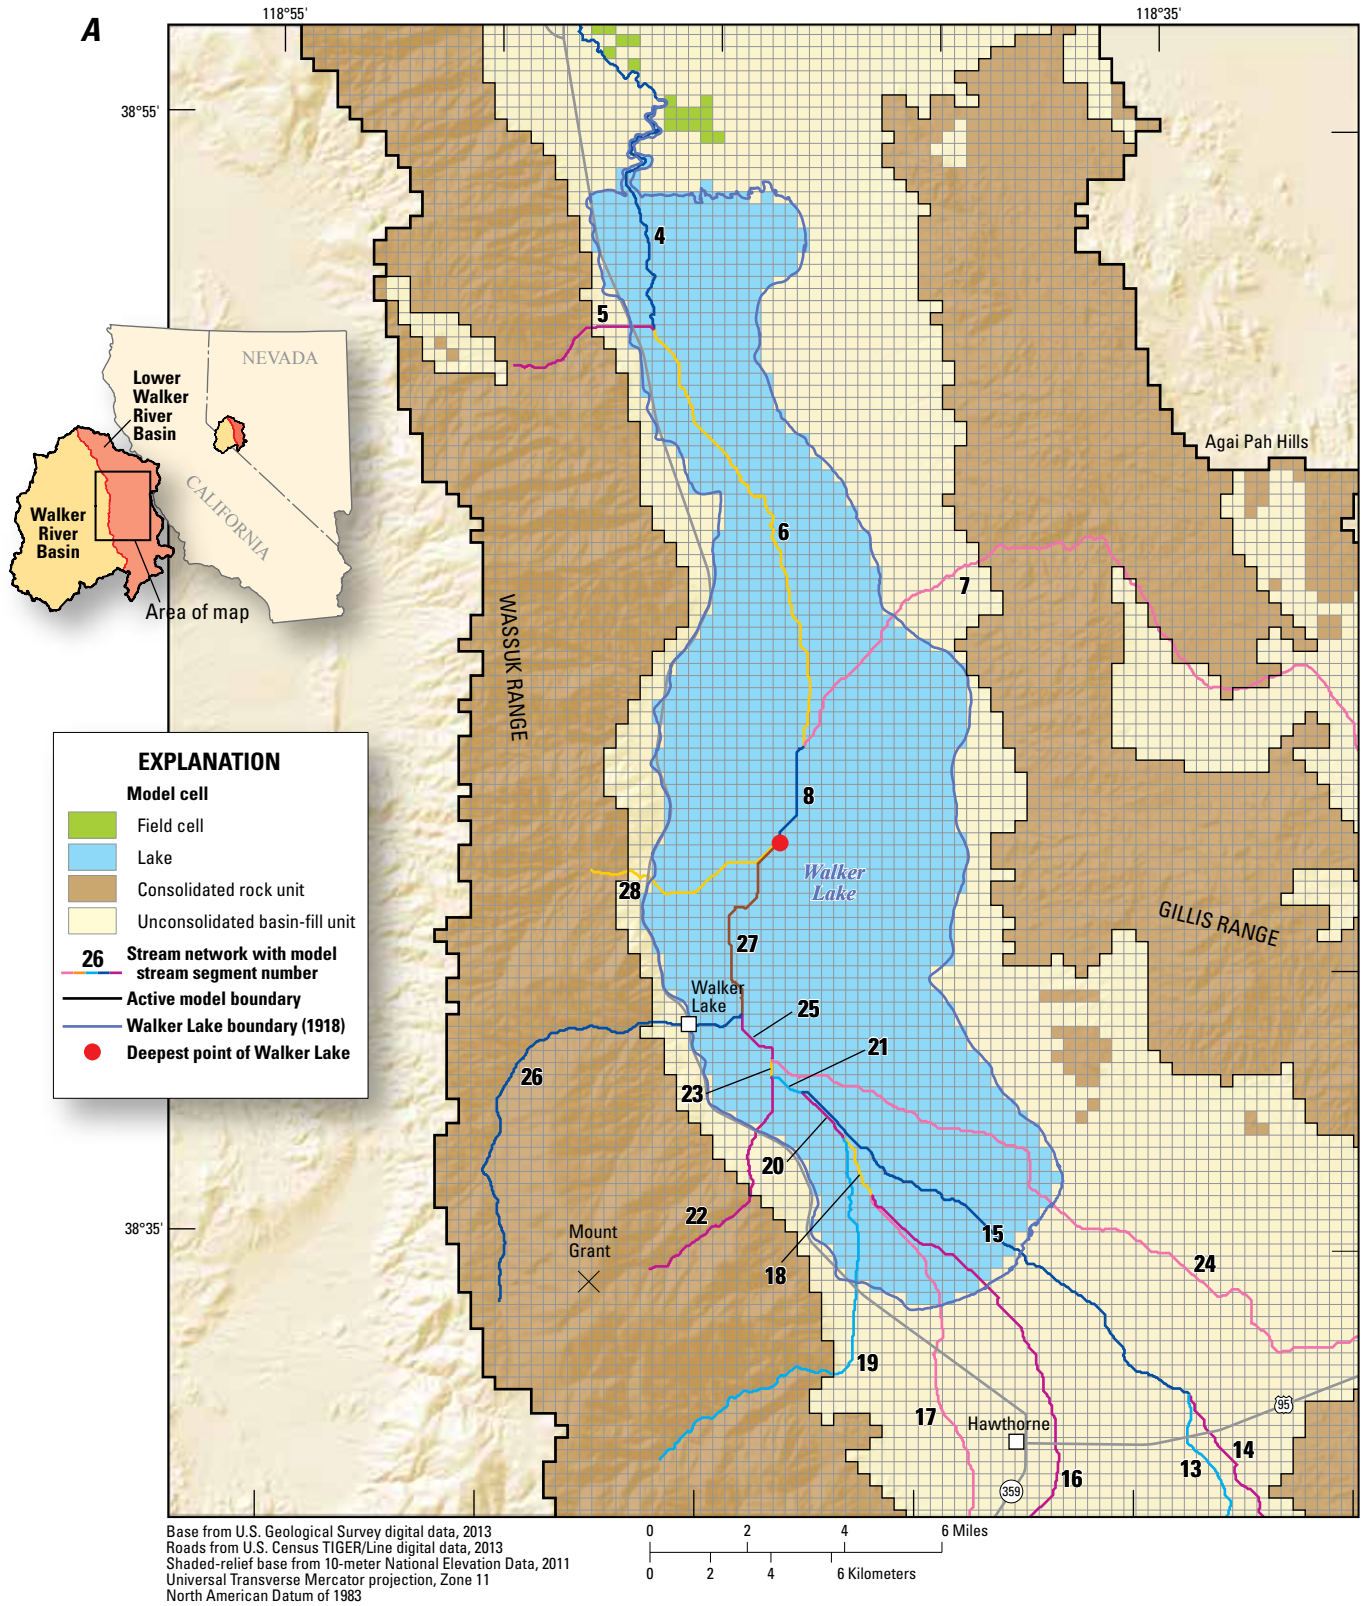 A
118°55'
118°35'
38°55'
4
5
NEVADA
Lower
Walker
River
Basin
CALIFORNIA
Walker
River
Basin
Area of map
Agai Pah Hills
6
7
WASSUK RANGE
EXPLANATION
Model cell
Field cell
Lake
Consolidated rock unit
Unconsolidated basin-fill unit
26 Stream network with model
stream segment number
Active model boundary
Walker Lake boundary (1918)
Deepest point of Walker Lake
8
Walker
Lake
28
GILLIS RANGE
27
Walker
Lake
25
21
26
23
20
22
15
Mount
Grant
38°35'
18
24
19
95
17
Hawthorne
14
13
16
359
Base from U.S. Geological Survey digital data, 2013
Roads from U.S. Census TIGER/Line digital data, 2013
Shaded-relief base from 10-meter National Elevation Data, 2011
Universal Transverse Mercator projection, Zone 11
North American Datum of 1983
0 2 4 6 Miles
0 2 4 6 Kilometers